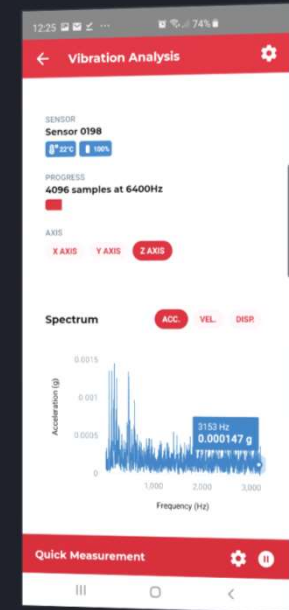 12:25 74%
Vibration Analysis
SENSOR
Sensor 0198
22°C 100%
PROGRESS
4096 samples at 6400Hz
AXIS
X AXIS Y AXIS Z AXIS
Spectrum ACC. VEL. DISP.
0.0015
0.001
0.0005
0
Acceleration (g)
3153 Hz
0.000147 g
1,000 2,000 3,000
Frequency (Hz)
Quick Measurement